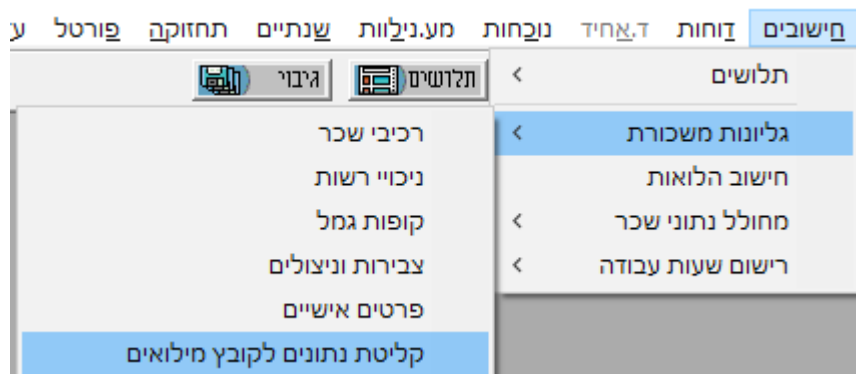 חישובים דוחות ד.אחיד נוכחות מע.נילוות שנתיים תחזוקה פורטל
תלושים גיבוי
תלושים
גליונות משכורת
חישוב הלואות
מחולל נתוני שכר
רישום שעות עבודה
רכיבי שכר
ניכויי רשות
קופות גמל
צבירות וניצולים
פרטים אישיים
קליטת נתונים לקובץ מילואים